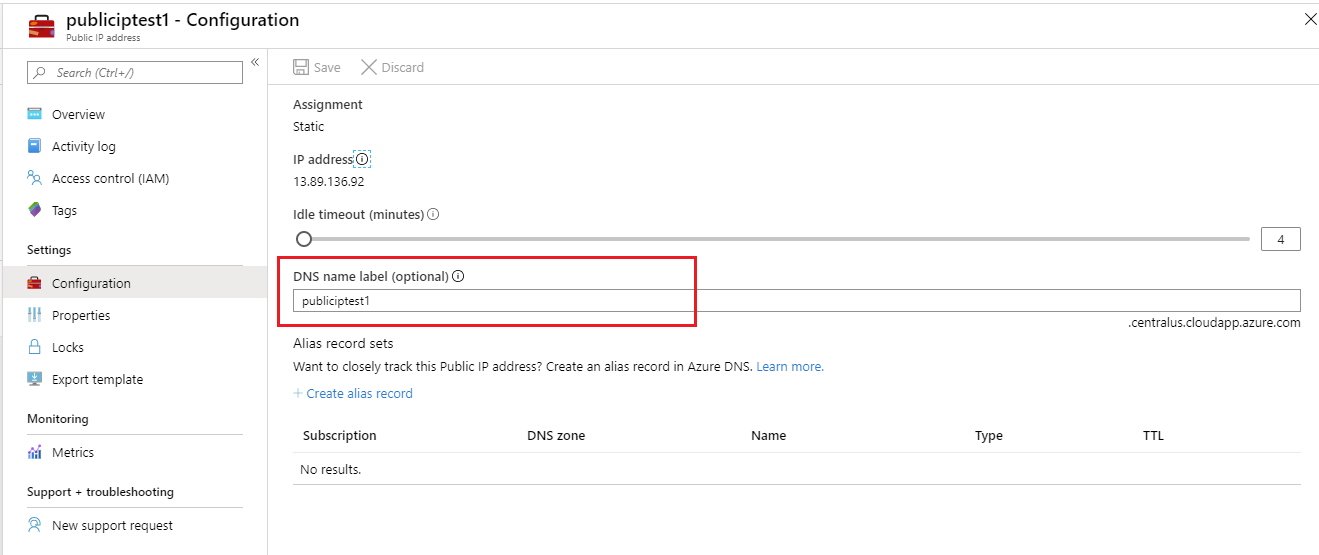 publiciptest1 - Configuration
Public IP address
Search (Ctrl+/)
Overview
Activity log
Access control (IAM)
Tags
Settings
Configuration
Properties
Locks
Export template
Monitoring
Metrics
Support + troubleshooting
New support request
Save Discard
Assignment
Static
IP address
13.89.136.92
Idle timeout (minutes)
4
DNS name label (optional)
publiciptest1
.centralus.cloudapp.azure.com
Alias record sets
Want to closely track this Public IP address? Create an alias record in Azure DNS. Learn more.
+ Create alias record
Subscription DNS zone Name Type TTL
No results.